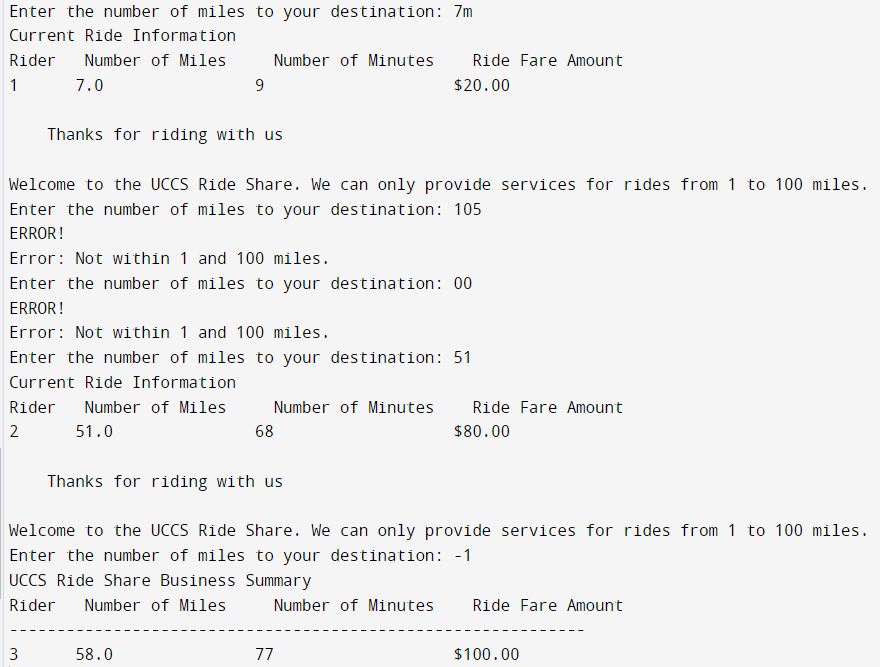 Enter the number of miles to your destination: 7m
Current Ride Information
Rider   Number of Miles     Number of Minutes    Ride Fare Amount
1      7.0                9                    $20.00
    Thanks for riding with us
Welcome to the UCCS Ride Share. We can only provide services for rides from 1 to 100 miles.
Enter the number of miles to your destination: 105
ERROR!
Error: Not within 1 and 100 miles.
Enter the number of miles to your destination: 00
ERROR!
Error: Not within 1 and 100 miles.
Enter the number of miles to your destination: 51
Current Ride Information
Rider   Number of Miles     Number of Minutes    Ride Fare Amount
2      51.0               68                   $80.00
    Thanks for riding with us
Welcome to the UCCS Ride Share. We can only provide services for rides from 1 to 100 miles.
Enter the number of miles to your destination: -1
UCCS Ride Share Business Summary
Rider   Number of Miles     Number of Minutes    Ride Fare Amount
-------------------------------------------------------------
3      58.0               77                   $100.00